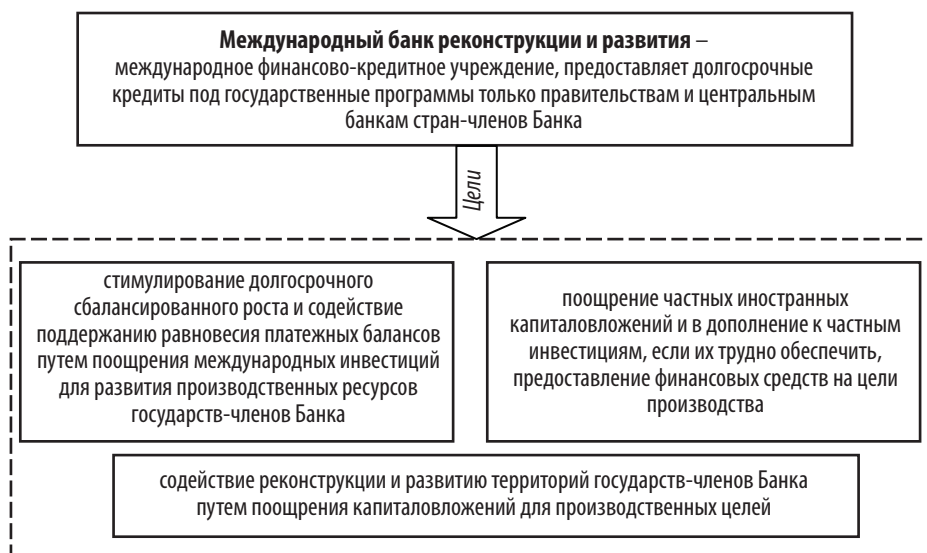 Международный банк реконструкции и развития –
международное финансово-кредитное учреждение, предоставляет долгосрочные
кредиты под государственные программы только правительствам и центральным
банкам стран-членов Банка
Цели
стимулирование долгосрочного
сбалансированного роста и содействие
поддержанию равновесия платежных балансов
путем поощрения международных инвестиций
для развития производственных ресурсов
государств-членов Банка
поощрение частных иностранных
капиталовложений и в дополнение к частным
инвестициям, если их трудно обеспечить,
предоставление финансовых средств на цели
производства
содействие реконструкции и развитию территорий государств-членов Банка
путем поощрения капиталовложений для производственных целей